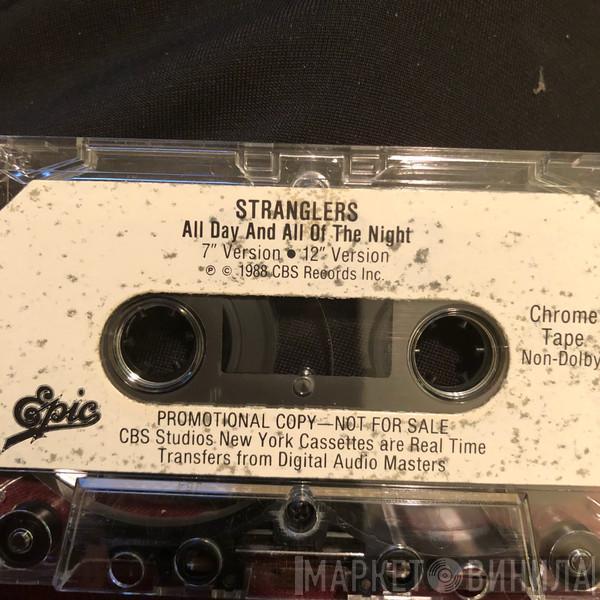 STRANGLERS
All Day And All Of The Night
7" Version • 12" Version
℗ © 1988 CBS Records Inc.
Chrome
Tape
Non-Dolby
Epic
PROMOTIONAL COPY—NOT FOR SALE
CBS Studios New York Cassettes are Real Time
Transfers from Digital Audio Masters
МАРКЕТ ВИНИЛА